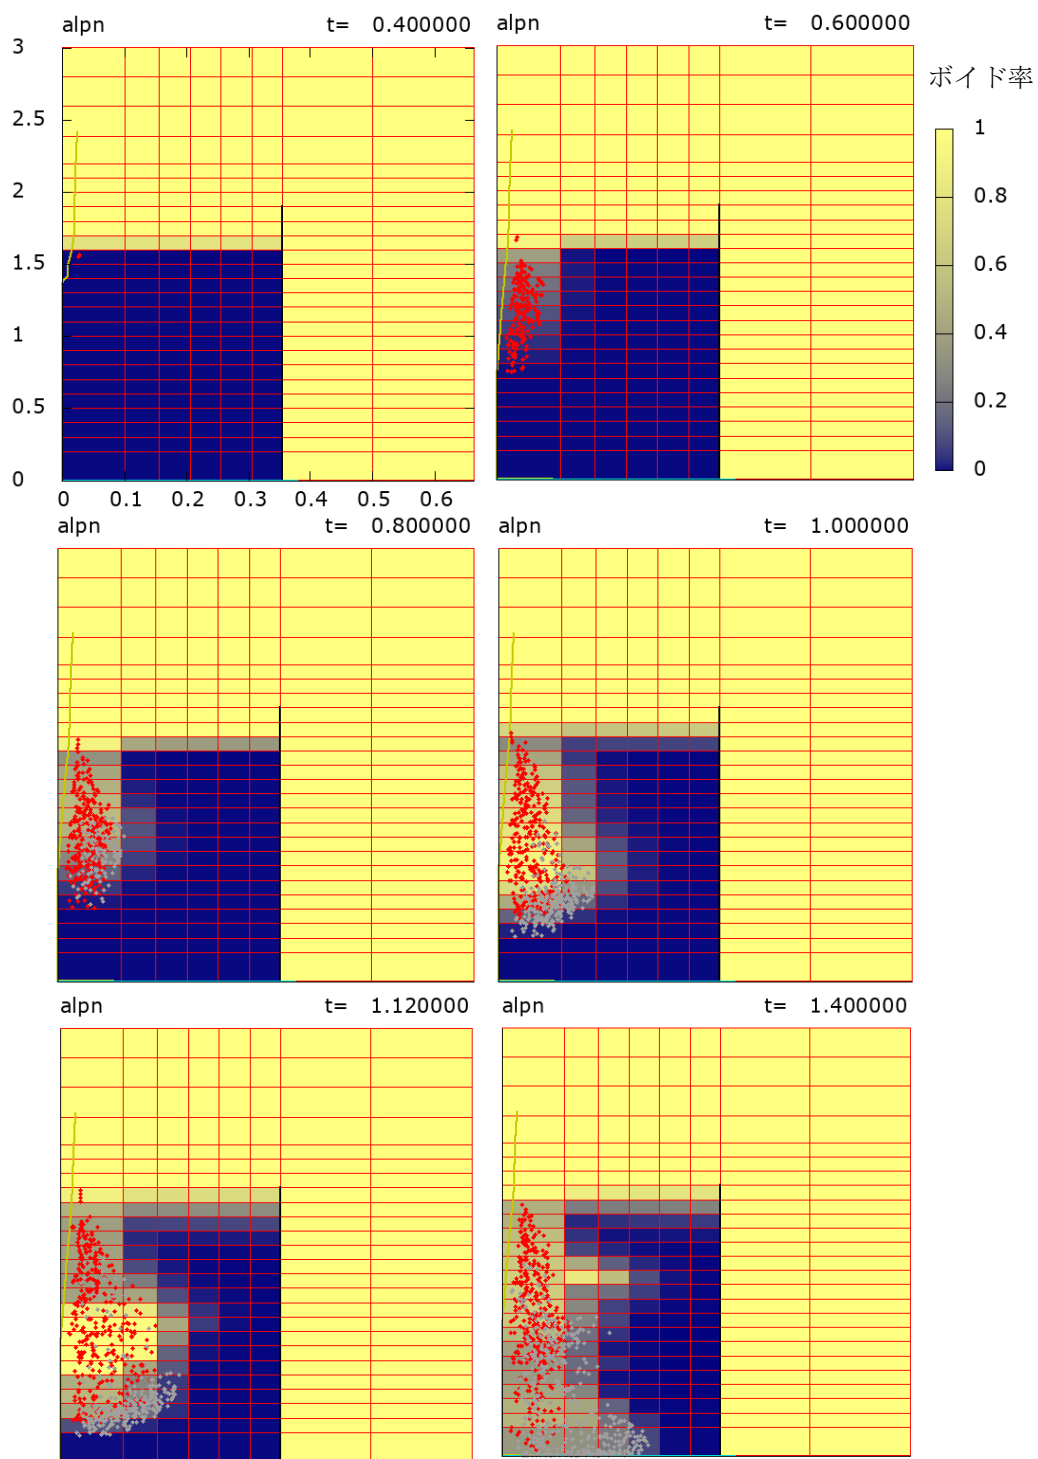 alpn t= 0.400000
alpn t= 0.600000
ボイド率
3
2.5
2
1.5
1
0.5
0
0 0.1 0.2 0.3 0.4 0.5 0.6
1
0.8
0.6
0.4
0.2
0
alpn t= 0.800000
alpn t= 1.000000
alpn t= 1.120000
alpn t= 1.400000